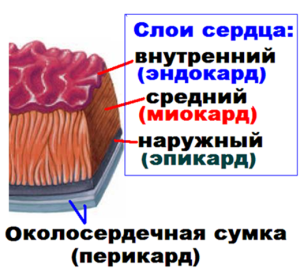 Слои сердца:
внутренний
(эндокард)
средний
(миокард)
наружный
(эпикард)
Околосердечная сумка
(перикард)